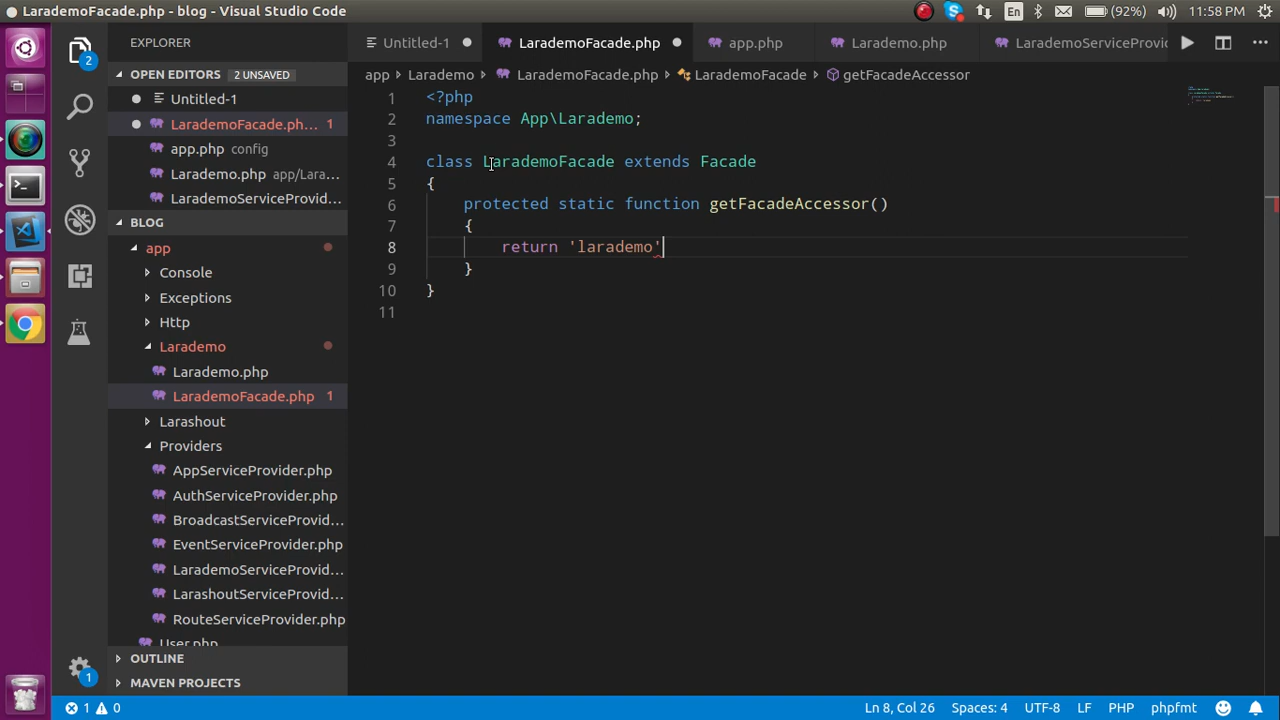 LarademoFacade.php - blog - Visual Studio Code
En
(92%)
11:58 PM
EXPLORER
Untitled-1
LarademoFacade.php
app.php
Larademo.php
LarademoServiceProvic
2
OPEN EDITORS 2 UNSAVED
app > Larademo > LarademoFacade.php > LarademoFacade > getFacadeAccessor
Untitled-1
LarademoFacade.ph... 1
app.php config
Larademo.php app/Lara...
LarademoServiceProvid...
BLOG
app
Console
Exceptions
Http
Larademo
Larademo.php
LarademoFacade.php 1
Larashout
Providers
AppServiceProvider.php
AuthServiceProvider.php
BroadcastServiceProvid...
EventServiceProvider.php
LarademoServiceProvid...
LarashoutServiceProvid...
RouteServiceProvider.php
User.php
OUTLINE
MAVEN PROJECTS
1 <?php
2 namespace App\Larademo;
3
4 class LarademoFacade extends Facade
5 {
6 protected static function getFacadeAccessor()
7 {
8 return 'larademo'
9 }
10 }
11
1
1 0
Ln 8, Col 26
Spaces: 4
UTF-8
LF
PHP
phpfmt